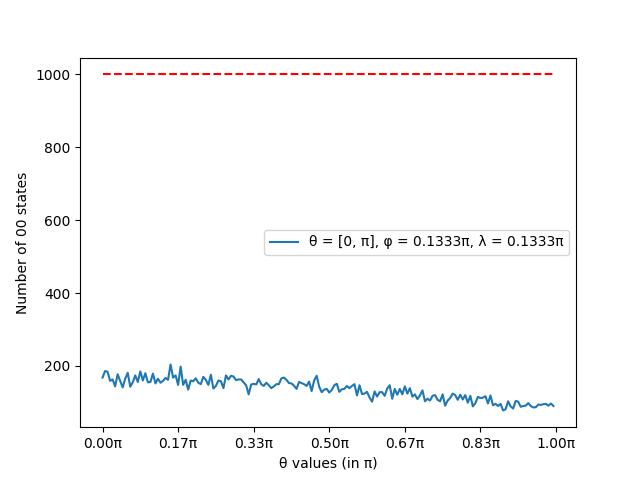 1000
800
600
400
200
Number of 00 states
θ = [0, π], φ = 0.1333π, λ = 0.1333π
0.00π 0.17π 0.33π 0.50π 0.67π 0.83π 1.00π
θ values (in π)